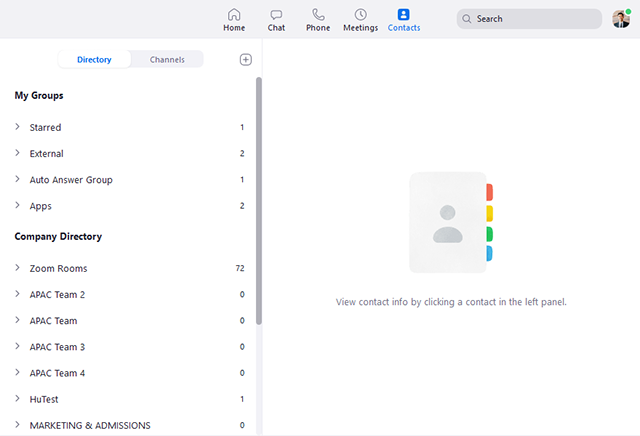 Home Chat Phone Meetings Contacts Search
Directory Channels
My Groups
Starred 1
External 2
Auto Answer Group 1
Apps 2
Company Directory
Zoom Rooms 72
APAC Team 2 0
APAC Team 0
APAC Team 3 0
APAC Team 4 0
HuTest 1
MARKETING & ADMISSIONS 0
View contact info by clicking a contact in the left panel.